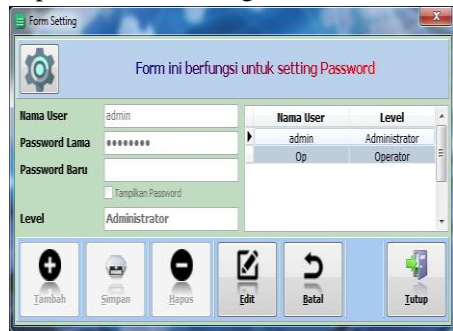 Form Setting
Form ini berfungsi untuk setting Password
Nama User admin
Password Lama ••••••••
Password Baru
Tampilkan Password
Level Administrator
Nama User Level
admin Administrator
Op Operator
Tambah Simpan Hapus Edit Batal Tutup